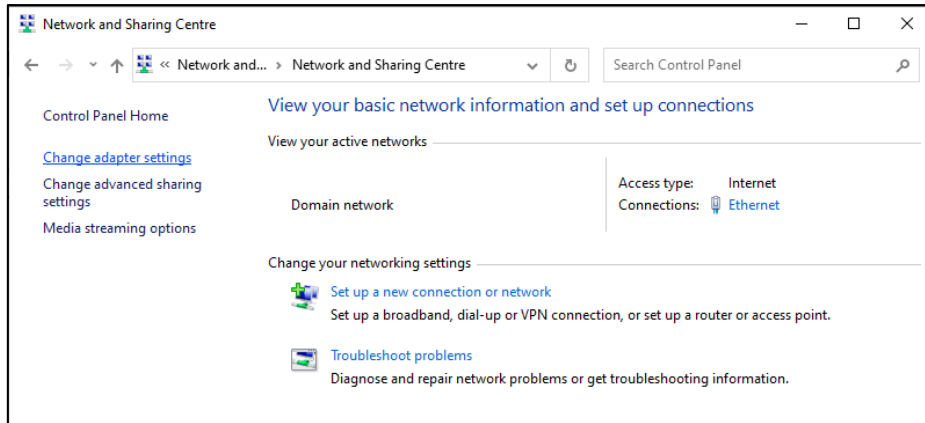 Network and Sharing Centre
« Network and... > Network and Sharing Centre
Search Control Panel
Control Panel Home
Change adapter settings
Change advanced sharing
settings
Media streaming options
View your basic network information and set up connections
View your active networks
Domain network
Access type: Internet
Connections: Ethernet
Change your networking settings
Set up a new connection or network
Set up a broadband, dial-up or VPN connection, or set up a router or access point.
Troubleshoot problems
Diagnose and repair network problems or get troubleshooting information.